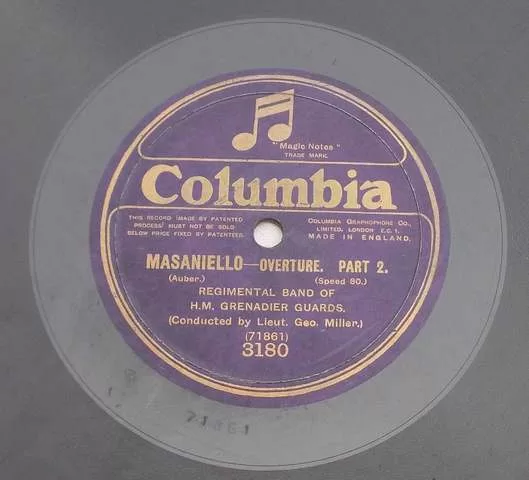 "Magic Notes"
TRADE MARK.
Columbia
THIS RECORD (MADE BY PATENTED
PROCESS) MUST NOT BE SOLD
BELOW PRICE FIXED BY PATENTEES.
COLUMBIA GRAPHOPHONE Co.,
LIMITED. LONDON E.C. 1.
MADE IN ENGLAND.
MASANIELLO—OVERTURE. PART 2.
(Auber.) (Speed 80.)
REGIMENTAL BAND OF
H.M. GRENADIER GUARDS.
(Conducted by Lieut. Geo. Miller.)
(71861)
3180
71861